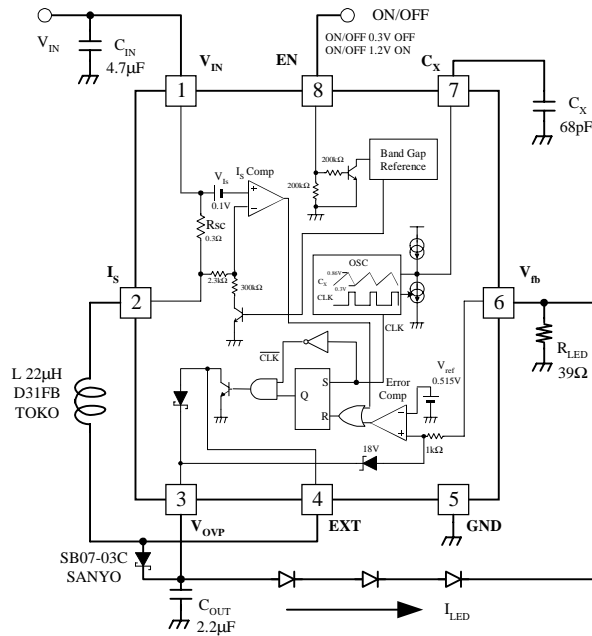 ON/OFF
V_IN
C_IN
4.7µF
V_IN
EN
ON/OFF 0.3V OFF
ON/OFF 1.2V ON
C_X
1
8
7
C_X
68pF
200kΩ
Band Gap
Reference
V_Is
I_S Comp
0.1V
+
−
200kΩ
Rsc
0.3Ω
OSC
I_S
2.3kΩ
300kΩ
C_X
0.86V
0.7V
CLK
V_fb
2
6
CLK
L 22µH
D31FB
TOKO
CLK
R_LED
39Ω
S
Q
R
Error
Comp
V_ref
0.515V
−
+
18V
1kΩ
3
4
5
V_OVP
EXT
GND
SB07-03C
SANYO
C_OUT
2.2µF
I_LED